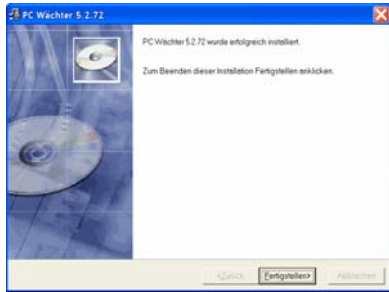 PC Wächter 5.2.72
PC Wächter 5.2.72 wurde erfolgreich installiert.
Zum Beenden dieser Installation Fertigstellen anklicken.
<Zurück
Fertigstellen>
Abbrechen